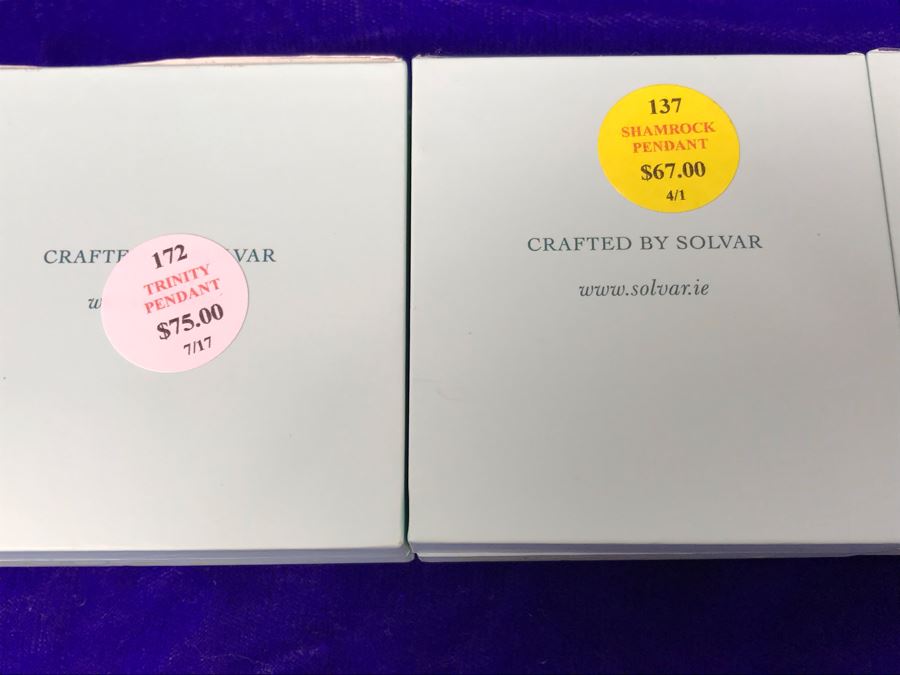 CRAFTE LVAR
w
172
TRINITY
PENDANT
$75.00
7/17
137
SHAMROCK
PENDANT
$67.00
4/1
CRAFTED BY SOLVAR
www.solvar.ie